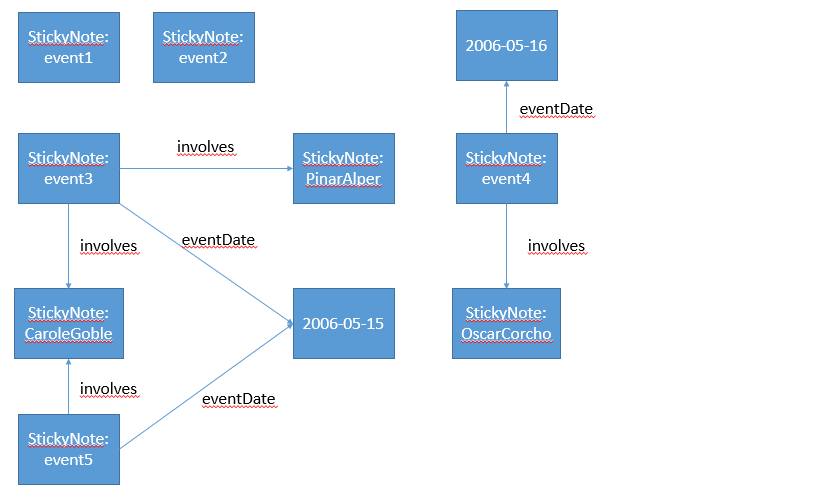 StickyNote:
event1
StickyNote:
event2
2006-05-16
eventDate
StickyNote:
event3
involves
StickyNote:
PinarAlper
StickyNote:
event4
involves
eventDate
involves
StickyNote:
CaroleGoble
2006-05-15
StickyNote:
OscarCorcho
involves
eventDate
StickyNote:
event5